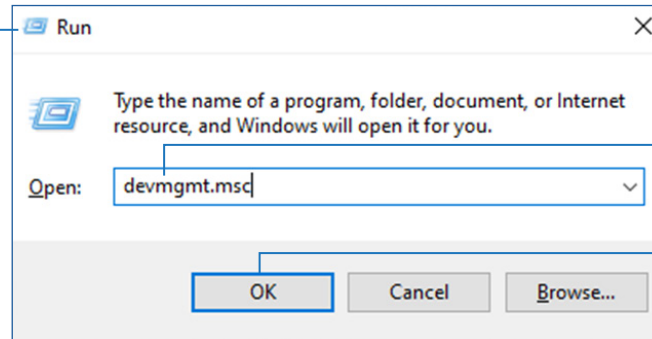 Run
Type the name of a program, folder, document, or Internet
resource, and Windows will open it for you.
Open: devmgmt.msc
OK Cancel Browse...